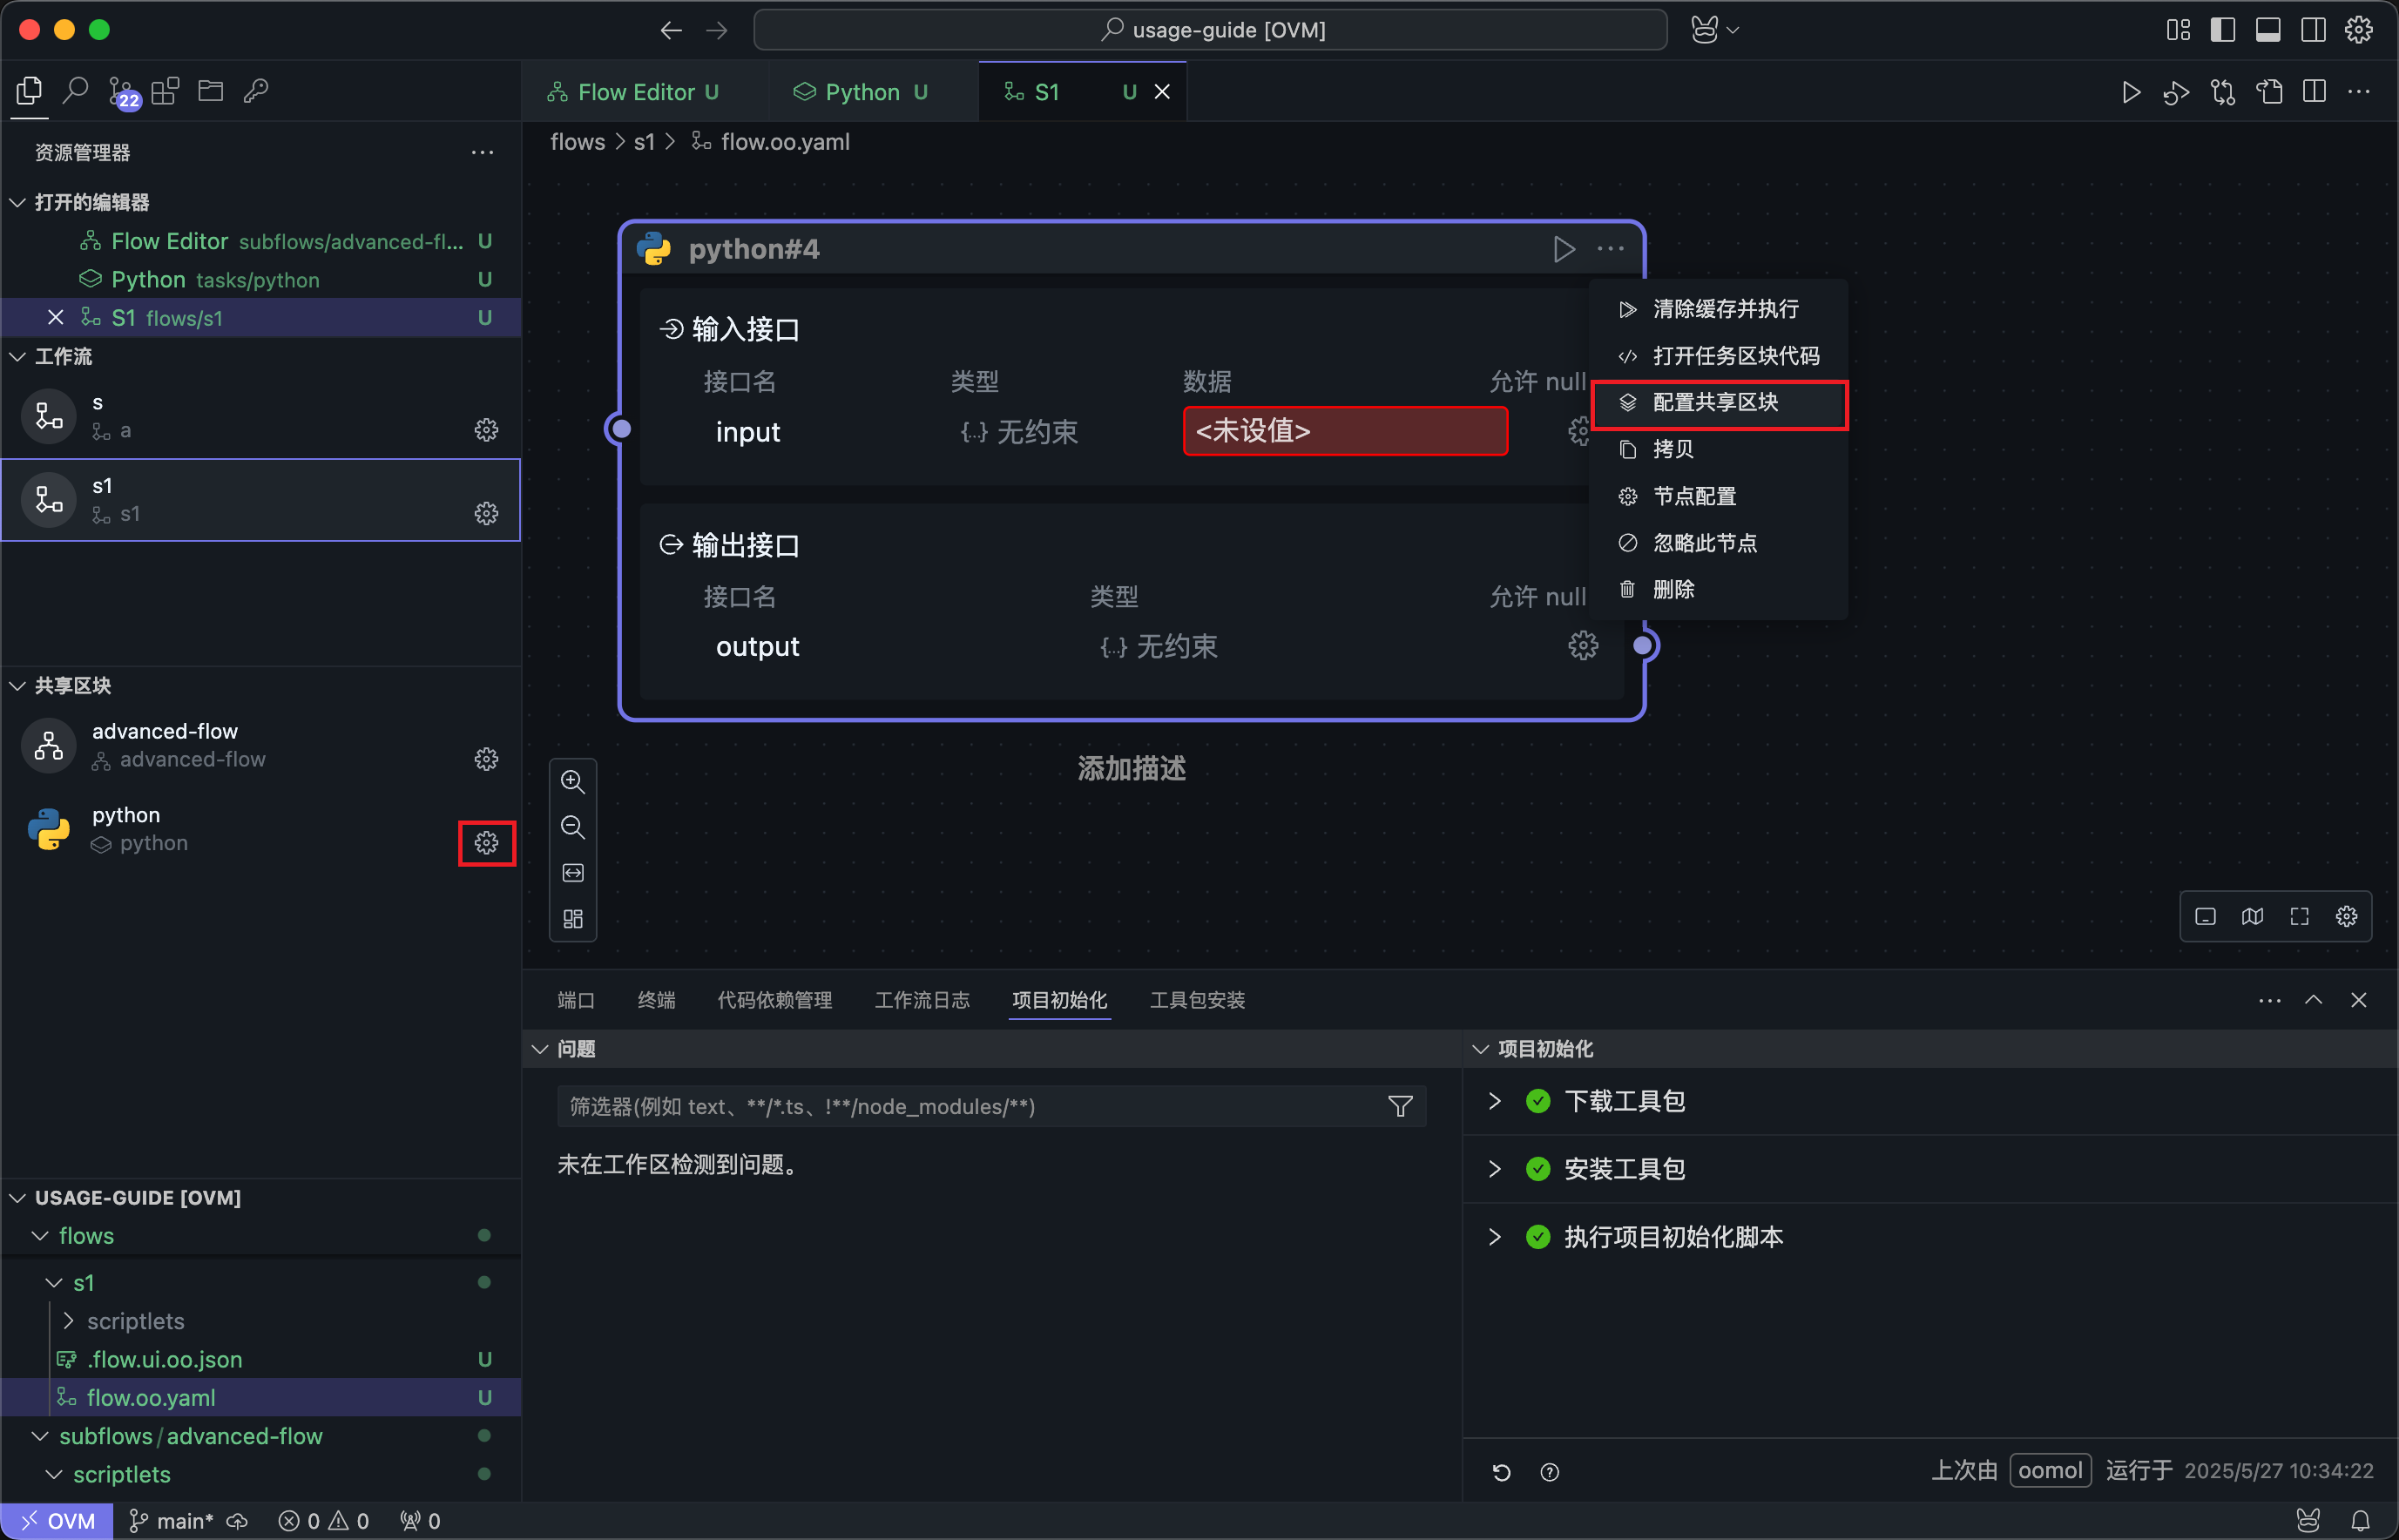 usage-guide [OVM]
22
Flow Editor U
Python U
S1 U
资源管理器
flows > s1 > flow.oo.yaml
打开的编辑器
Flow Editor subflows/advanced-fl... U
Python tasks/python U
S1 flows/s1 U
工作流
s
a
s1
s1
共享区块
advanced-flow
advanced-flow
python
python
USAGE-GUIDE [OVM]
flows
s1
scriptlets
.flow.ui.oo.json U
flow.oo.yaml U
subflows/advanced-flow
scriptlets
python#4
输入接口
接口名 类型 数据 允许 null
input {...} 无约束 <未设值>
输出接口
接口名 类型 允许 null
output {...} 无约束
添加描述
清除缓存并执行
打开任务区块代码
配置共享区块
拷贝
节点配置
忽略此节点
删除
端口 终端 代码依赖管理 工作流日志 项目初始化 工具包安装
问题
筛选器(例如 text、**/*.ts、!**/node_modules/**)
未在工作区检测到问题。
项目初始化
下载工具包
安装工具包
执行项目初始化脚本
上次由 oomol 运行于 2025/5/27 10:34:22
OVM main* 0 0 0